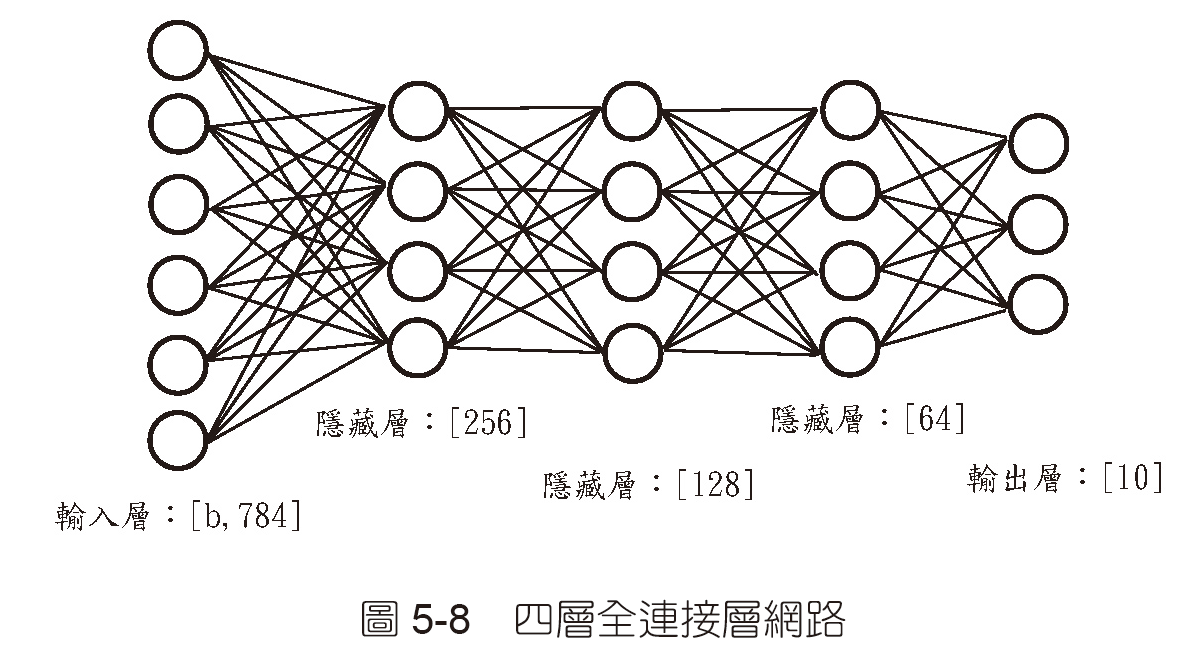 隱藏層：[256]
隱藏層：[64]
隱藏層：[128]
輸出層：[10]
輸入層：[b, 784]
圖 5-8　四層全連接層網路